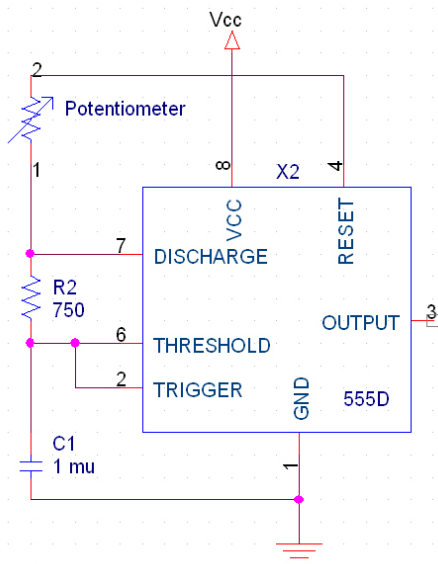 Vcc
2
Potentiometer
1
8
X2
4
VCC
RESET
7
DISCHARGE
R2
750
OUTPUT
3
6
THRESHOLD
2
TRIGGER
GND
555D
C1
1 mu
1